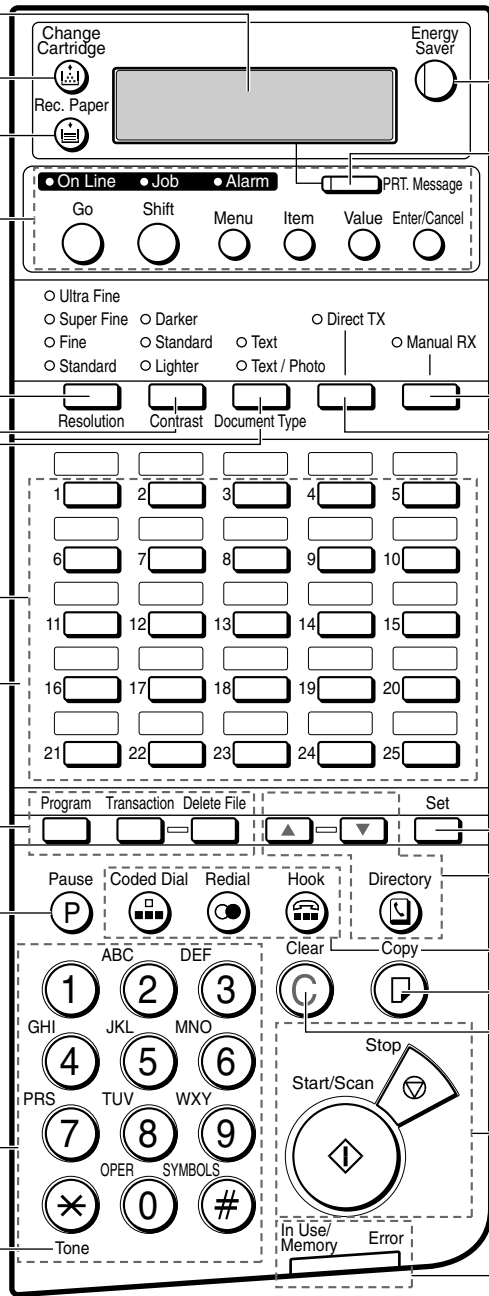 Change
Cartridge
Energy
Saver
Rec. Paper
On Line Job Alarm
PRT. Message
Go Shift Menu Item Value Enter/Cancel
Ultra Fine
Super Fine Darker Direct TX
Fine Standard Text Manual RX
Standard Lighter Text / Photo
Resolution Contrast Document Type
1 2 3 4 5
6 7 8 9 10
11 12 13 14 15
16 17 18 19 20
21 22 23 24 25
Program Transaction Delete File Set
Pause Coded Dial Redial Hook Directory
P
ABC DEF Clear Copy
1 2 3 C
GHI JKL MNO
4 5 6
Stop
Start/Scan
PRS TUV WXY
7 8 9
OPER SYMBOLS
* 0 #
Tone
In Use/
Memory
Error